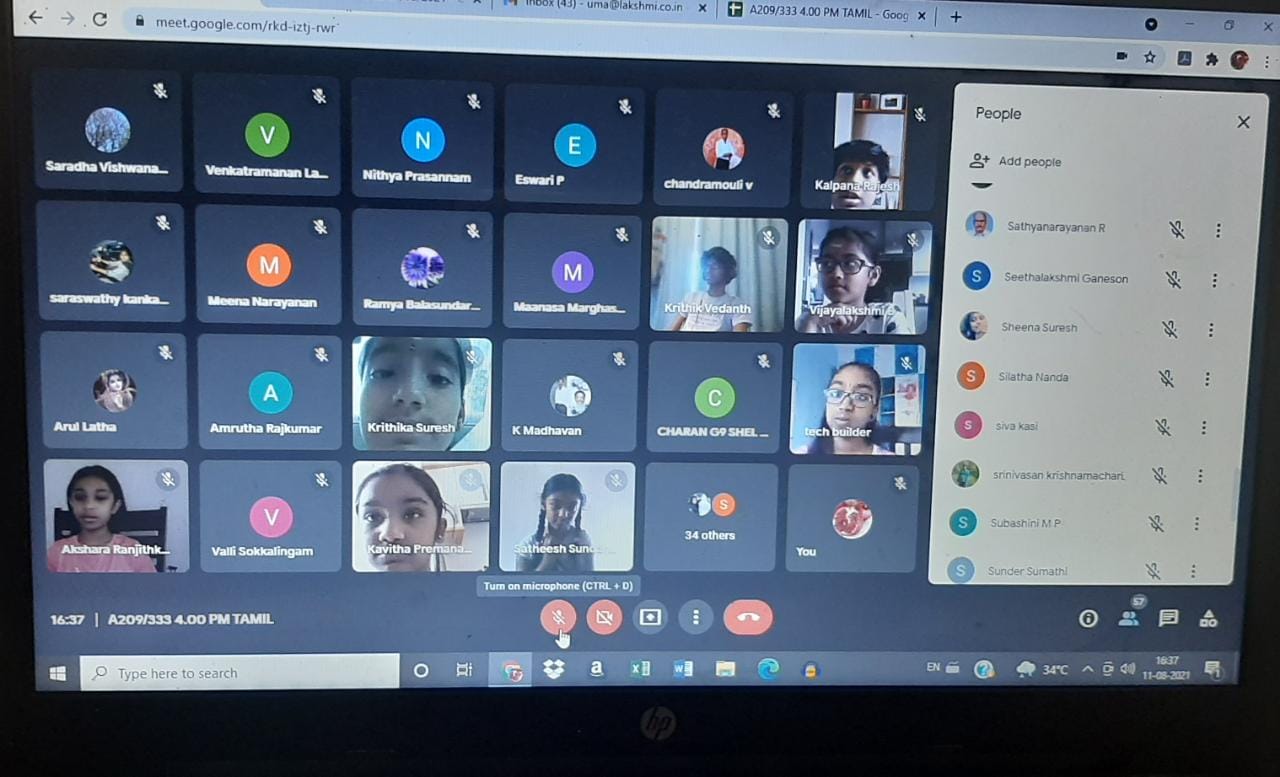 Inbox (43) - uma@lakshmi.co.in
A209/333 4.00 PM TAMIL - Goog
meet.google.com/rkd-iztj-rwr
Saradha Vishwana...
V
Venkatramanan La...
N
Nithya Prasannam
E
Eswari P
chandramouli v
Kalpana Rajesh
saraswathy kanka...
M
Meena Narayanan
Ramya Balasundar...
M
Maanasa Marghas...
Krithik Vedanth
Vijayalakshmi
Arul Latha
A
Amrutha Rajkumar
Krithika Suresh
K Madhavan
C
CHARAN G9 SHEL ...
tech builder
Akshara Ranjithk...
V
Valli Sokkalingam
Kavitha Premana...
Satheesh Sund...
S
34 others
You
People
Add people
Sathyanarayanan R
S
Seethalakshmi Ganeson
Sheena Suresh
S
Silatha Nanda
S
siva kasi
srinivasan krishnamachari,
S
Subashini M P
S
Sunder Sumathi
Turn on microphone (CTRL + D)
16:37 | A209/333 4.00 PM TAMIL
57
Type here to search
EN
34°C
16:37
11-08-2021
hp